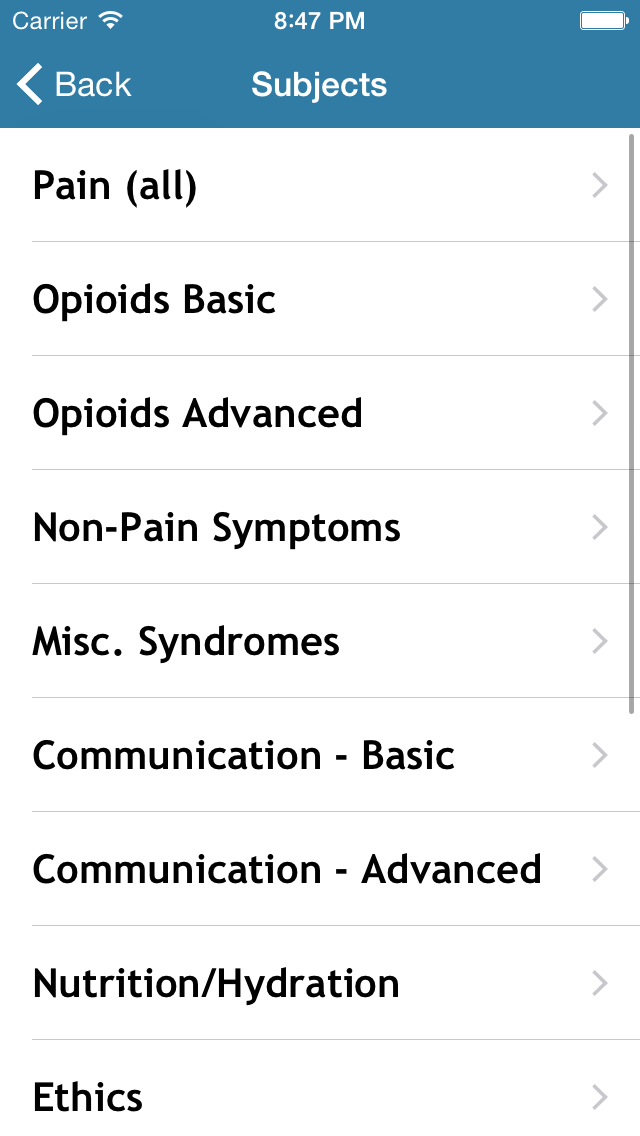 Carrier 8:47 PM
Back Subjects
Pain (all)
Opioids Basic
Opioids Advanced
Non-Pain Symptoms
Misc. Syndromes
Communication - Basic
Communication - Advanced
Nutrition/Hydration
Ethics